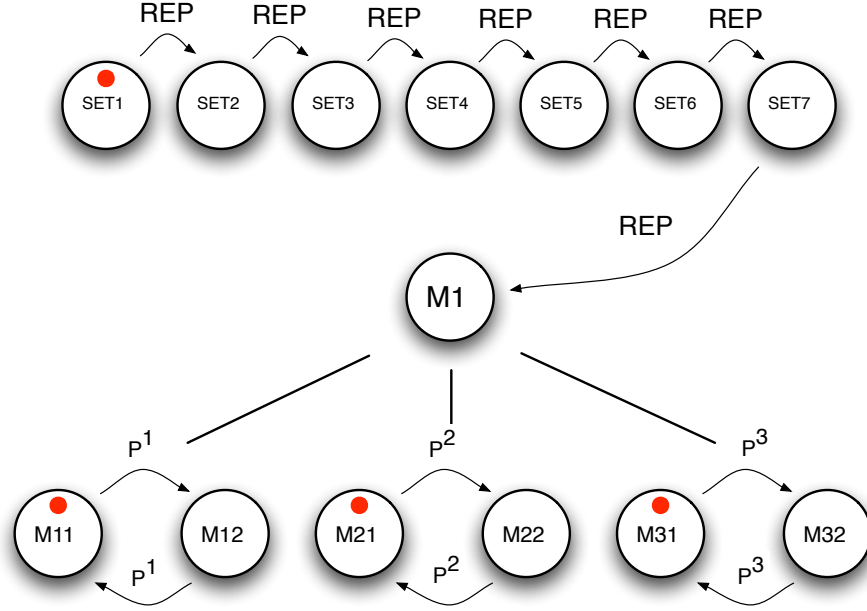 REP REP REP REP REP REP
SET1 SET2 SET3 SET4 SET5 SET6 SET7
REP
M1
P1 P2 P3
M11 M12 M21 M22 M31 M32
P1 P2 P3